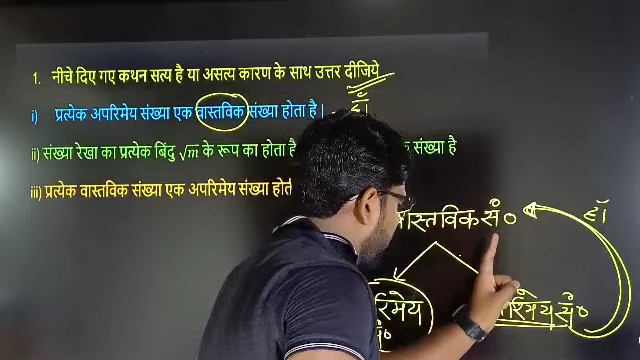 1. नीचे दिए गए कथन सत्य है या असत्य कारण के साथ उत्तर दीजिये
i) प्रत्येक अपरिमेय संख्या एक वास्तविक संख्या होता है।
हाँ
ii) संख्या रेखा का प्रत्येक बिंदु √m के रूप का होता है संख्या है
iii) प्रत्येक वास्तविक संख्या एक अपरिमेय संख्या होती
वास्तविक सं०
हाँ
सं०
सं०